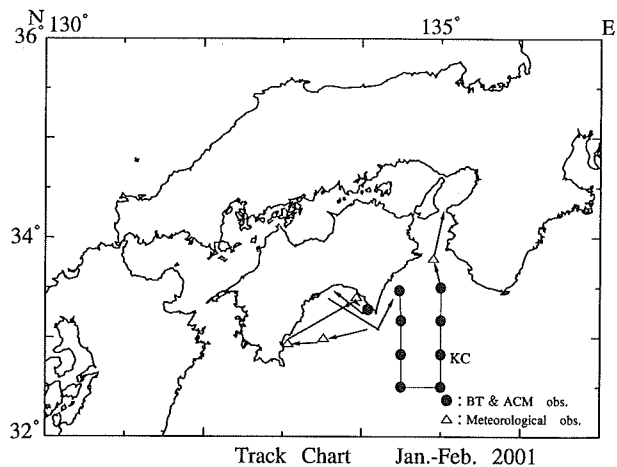 N 130° 135° E
36°
34°
KC
● : BT & ACM obs.
△ : Meteorological obs.
32°
Track Chart Jan.-Feb. 2001